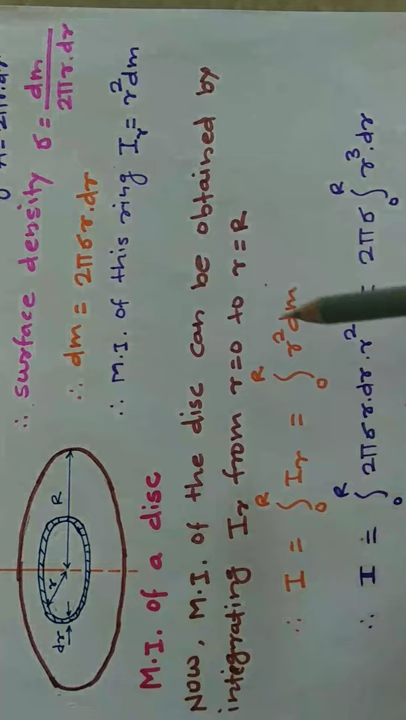 ∴ surface density σ = dm / 2πr.dr
∴ dm = 2πσr.dr
∴ M.I. of this ring Iᵣ = r²dm
dr
r
R
M.I. of a disc
Now, M.I. of the disc can be obtained by
integrating Iᵣ from r=0 to r=R
∴ I = ∫₀ᴿ Iᵣ = ∫₀ᴿ r²dm
∴ I = ∫₀ᴿ 2πσr.dr.r² = 2πσ ∫₀ᴿ r³.dr